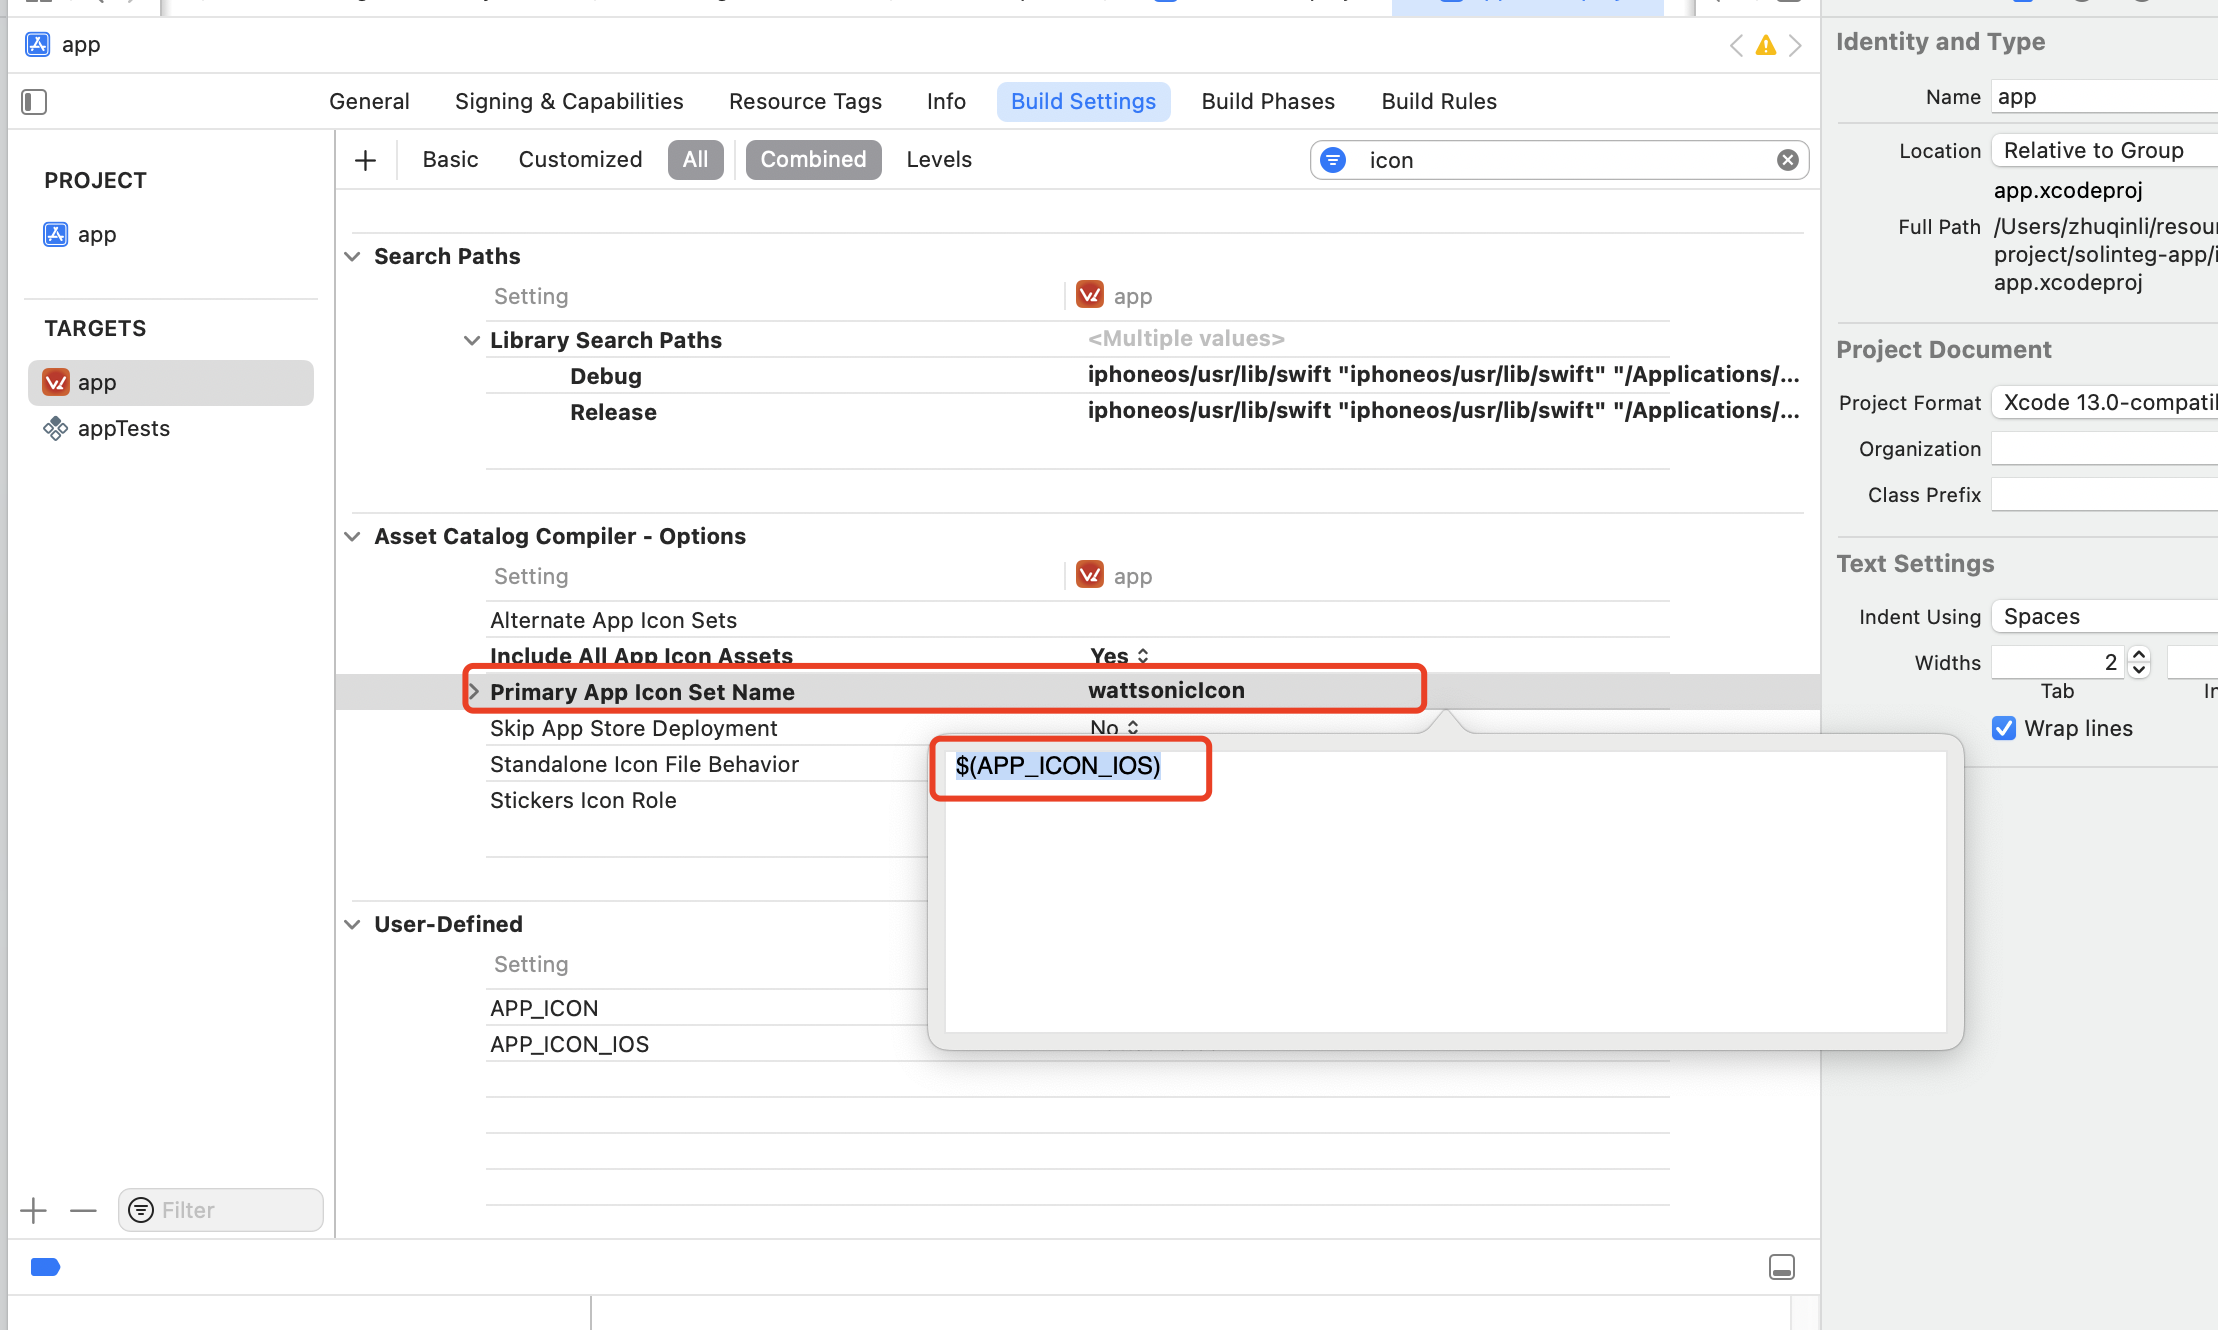 app
General Signing & Capabilities Resource Tags Info Build Settings Build Phases Build Rules
Basic Customized All Combined Levels icon
PROJECT
app
TARGETS
app
appTests
Filter
Search Paths
Setting app
Library Search Paths <Multiple values>
Debug iphoneos/usr/lib/swift "iphoneos/usr/lib/swift" "/Applications/...
Release iphoneos/usr/lib/swift "iphoneos/usr/lib/swift" "/Applications/...
Asset Catalog Compiler - Options
Setting app
Alternate App Icon Sets
Include All App Icon Assets Yes
Primary App Icon Set Name wattsonicIcon
Skip App Store Deployment No
Standalone Icon File Behavior
Stickers Icon Role
$(APP_ICON_IOS)
User-Defined
Setting
APP_ICON
APP_ICON_IOS
Identity and Type
Name app
Location Relative to Group
app.xcodeproj
Full Path /Users/zhuqinli/resour
project/solinteg-app/i
app.xcodeproj
Project Document
Project Format Xcode 13.0-compatil
Organization
Class Prefix
Text Settings
Indent Using Spaces
Widths 2
Tab In
Wrap lines